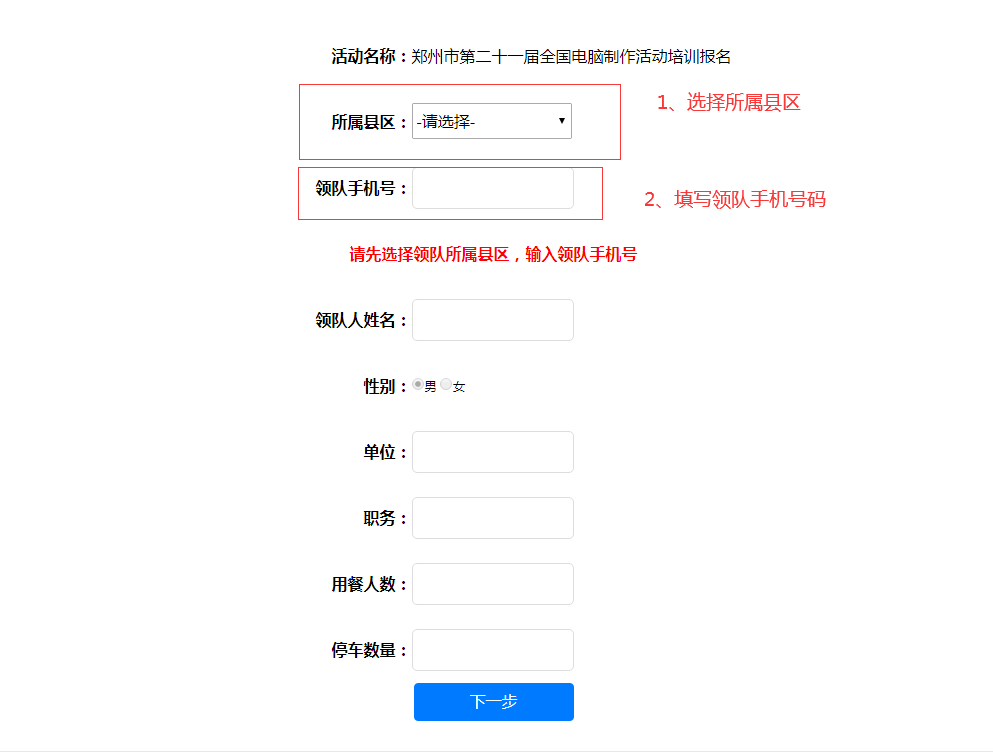 活动名称：郑州市第二十一届全国电脑制作活动培训报名
所属县区：-请选择-
1、选择所属县区
领队手机号：
2、填写领队手机号码
请先选择领队所属县区，输入领队手机号
领队人姓名：
性别：男 女
单位：
职务：
用餐人数：
停车数量：
下一步